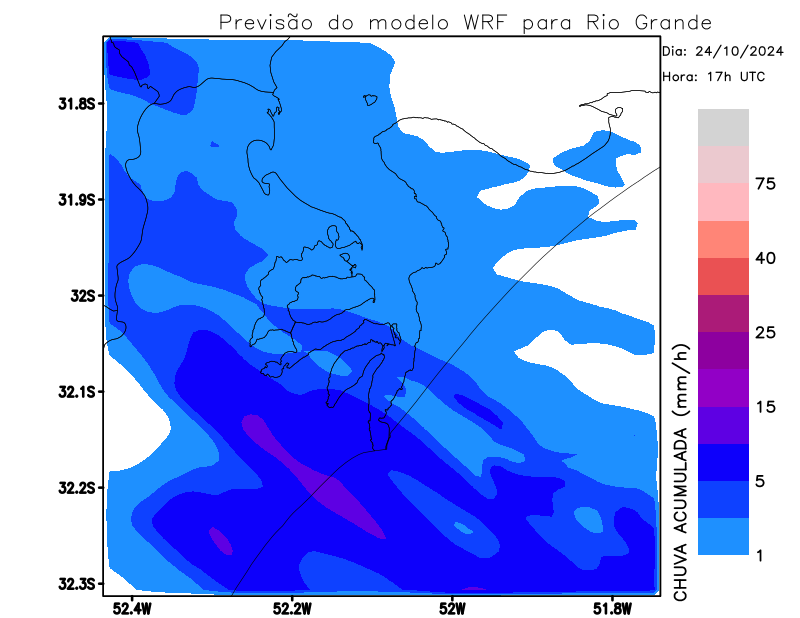 Previsão do modelo WRF para Rio Grande
Dia: 24/10/2024
Hora: 17h UTC
31.8S
31.9S
32S
32.1S
32.2S
32.3S
52.4W
52.2W
52W
51.8W
75
40
25
15
5
1
CHUVA ACUMULADA (mm/h)